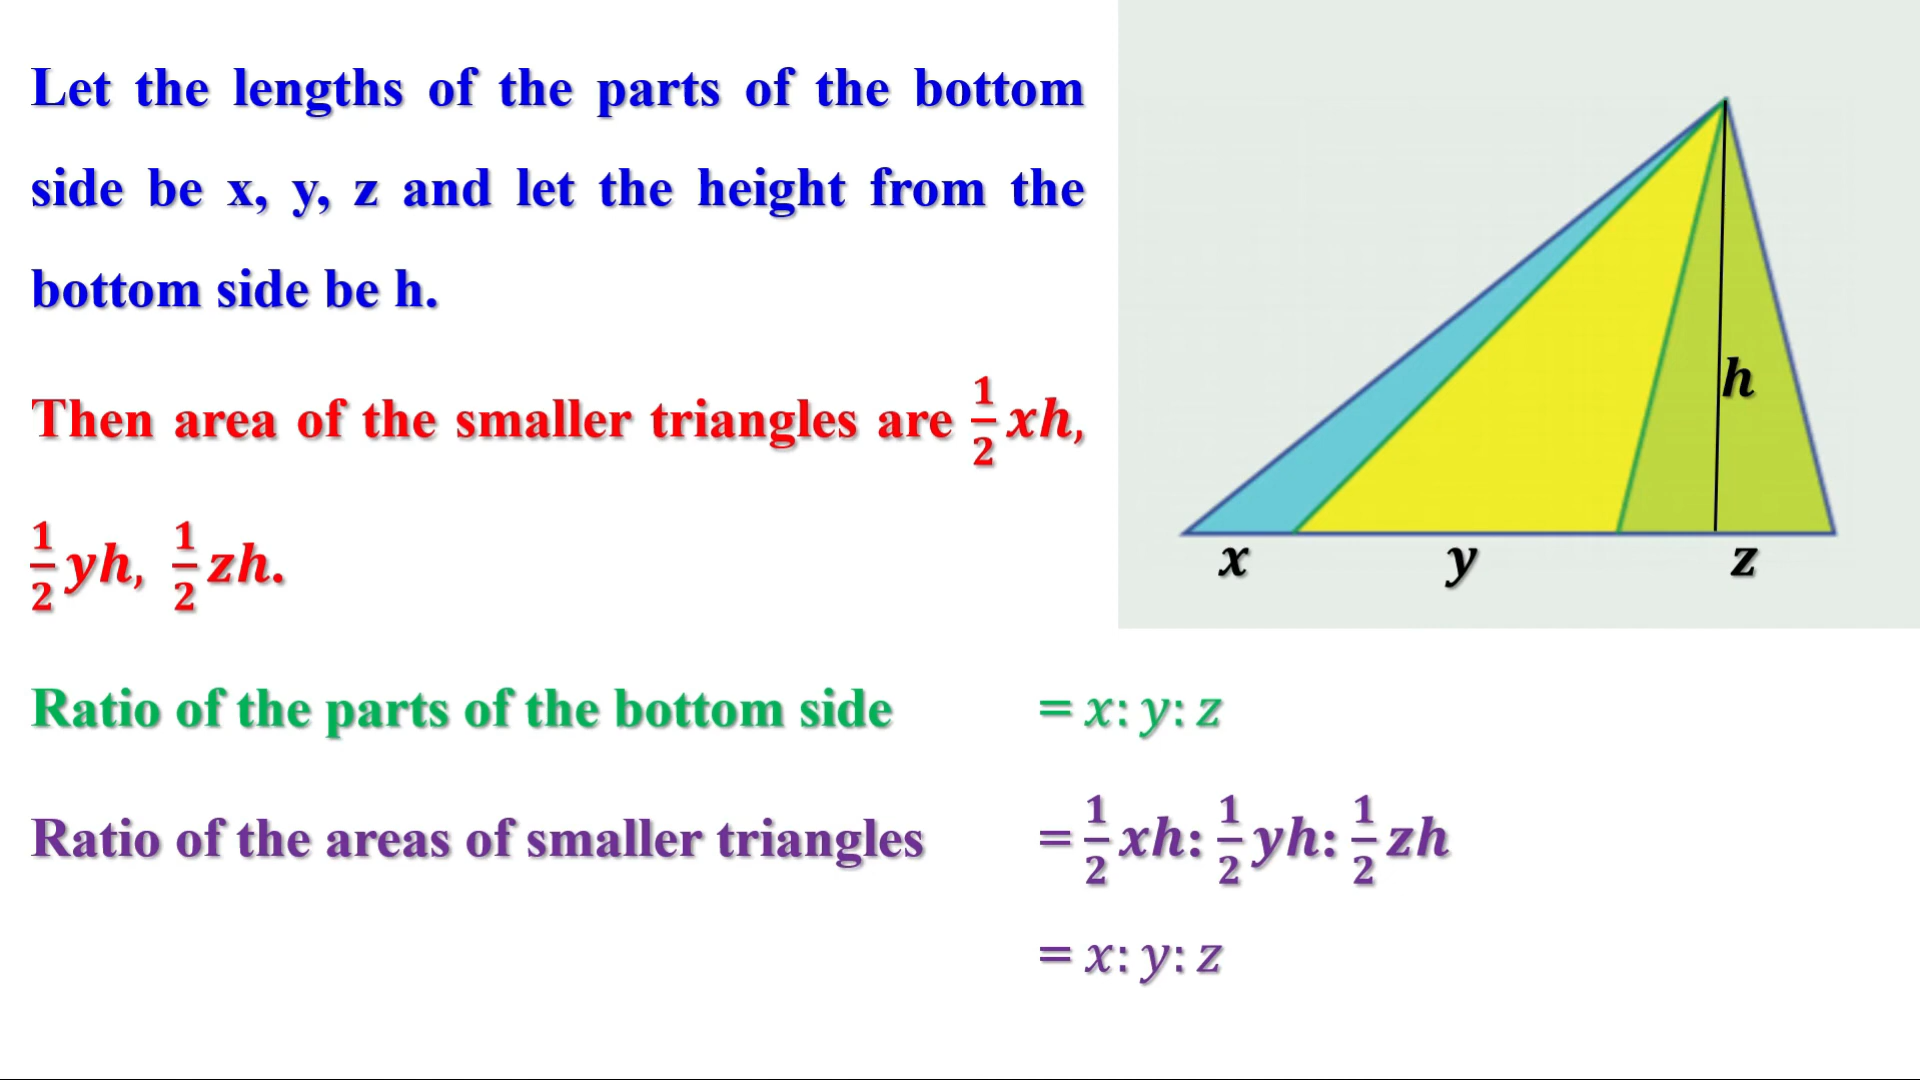 Let the lengths of the parts of the bottom
side be x, y, z and let the height from the
bottom side be h.
Then area of the smaller triangles are 1/2 xh,
1/2 yh, 1/2 zh.
h
x y z
Ratio of the parts of the bottom side = x: y: z
Ratio of the areas of smaller triangles = 1/2 xh: 1/2 yh: 1/2 zh
= x: y: z